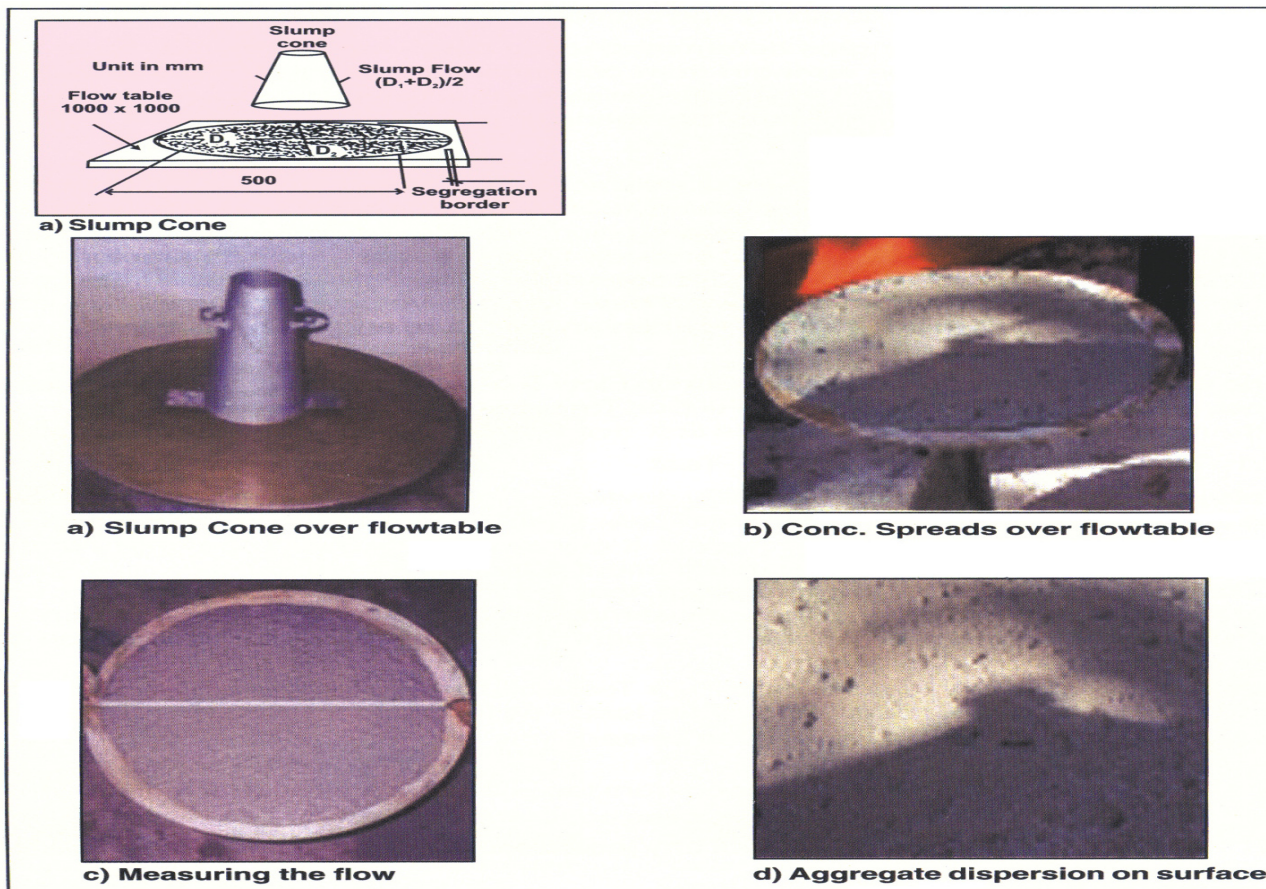 Slump
cone
Unit in mm
Slump Flow
(D₁+D₂)/2
Flow table
1000 x 1000
D₁
D₂
500
Segregation
border
a) Slump Cone
a) Slump Cone over flowtable
b) Conc. Spreads over flowtable
c) Measuring the flow
d) Aggregate dispersion on surface